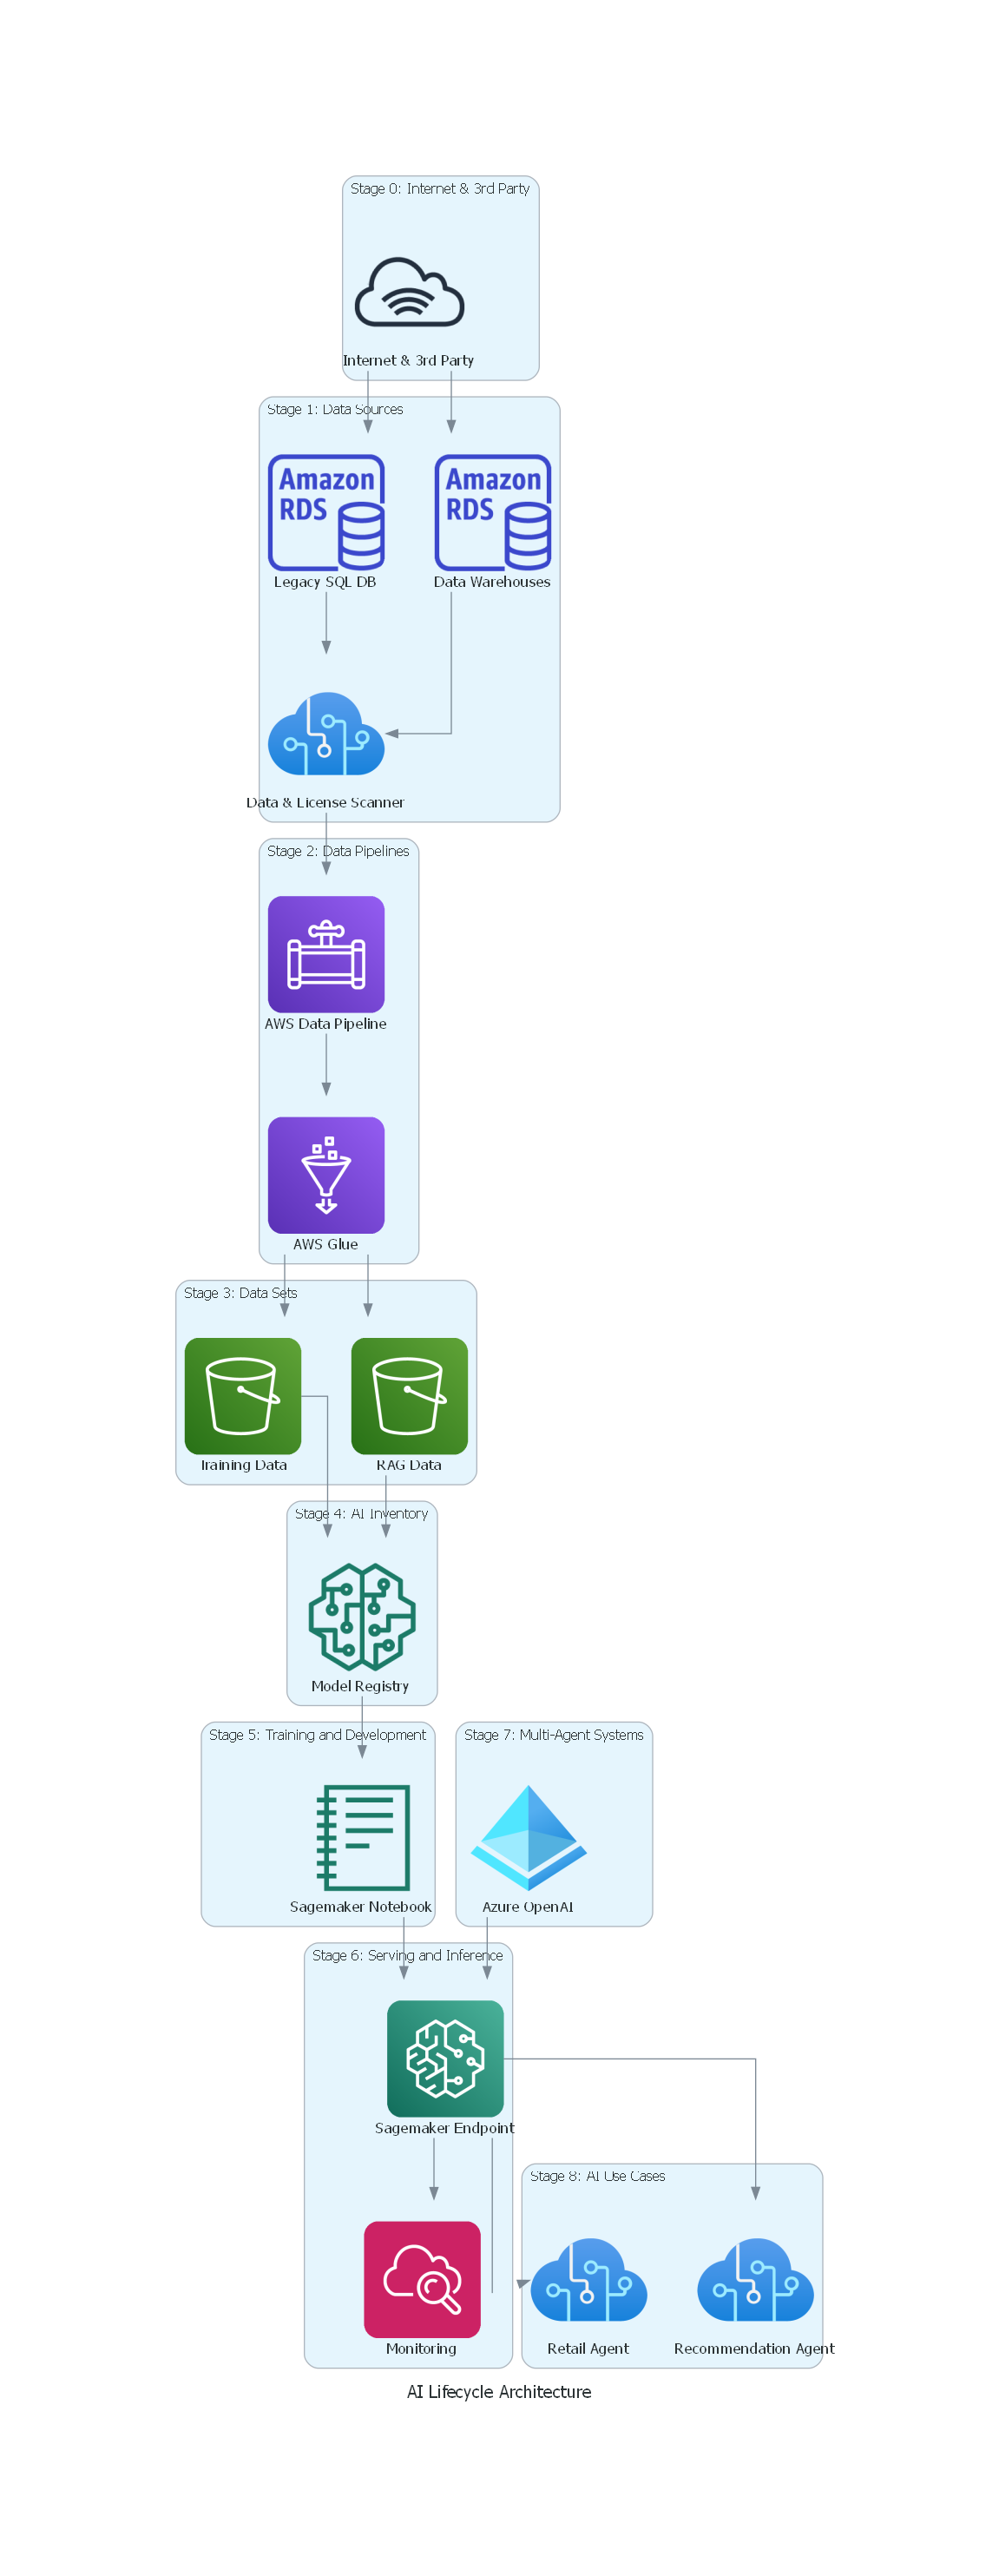 Stage 0: Internet & 3rd Party
Internet & 3rd Party
Stage 1: Data Sources
Amazon
RDS
Amazon
RDS
Legacy SQL DB
Data Warehouses
Data & License Scanner
Stage 2: Data Pipelines
AWS Data Pipeline
AWS Glue
Stage 3: Data Sets
Training Data
RAG Data
Stage 4: AI Inventory
Model Registry
Stage 5: Training and Development
Stage 7: Multi-Agent Systems
Sagemaker Notebook
Azure OpenAI
Stage 6: Serving and Inference
Sagemaker Endpoint
Stage 8: AI Use Cases
Monitoring
Retail Agent
Recommendation Agent
AI Lifecycle Architecture